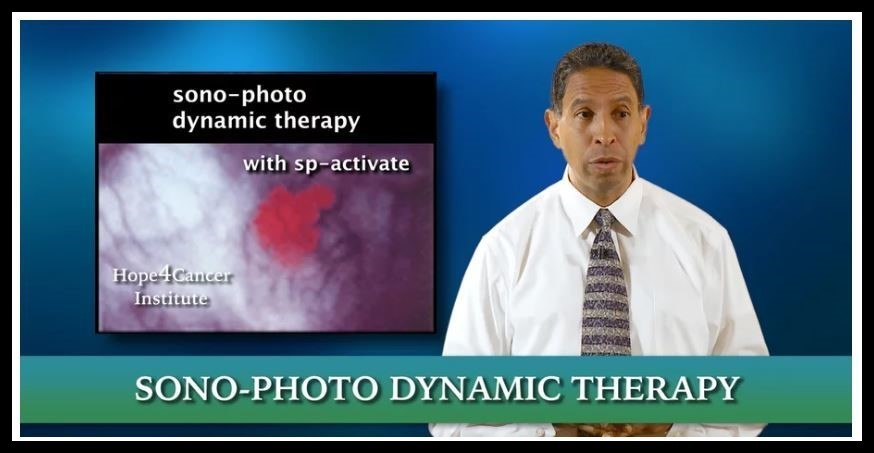 sono-photo
dynamic therapy
with sp-activate
Hope4Cancer
Institute
SONO-PHOTO DYNAMIC THERAPY